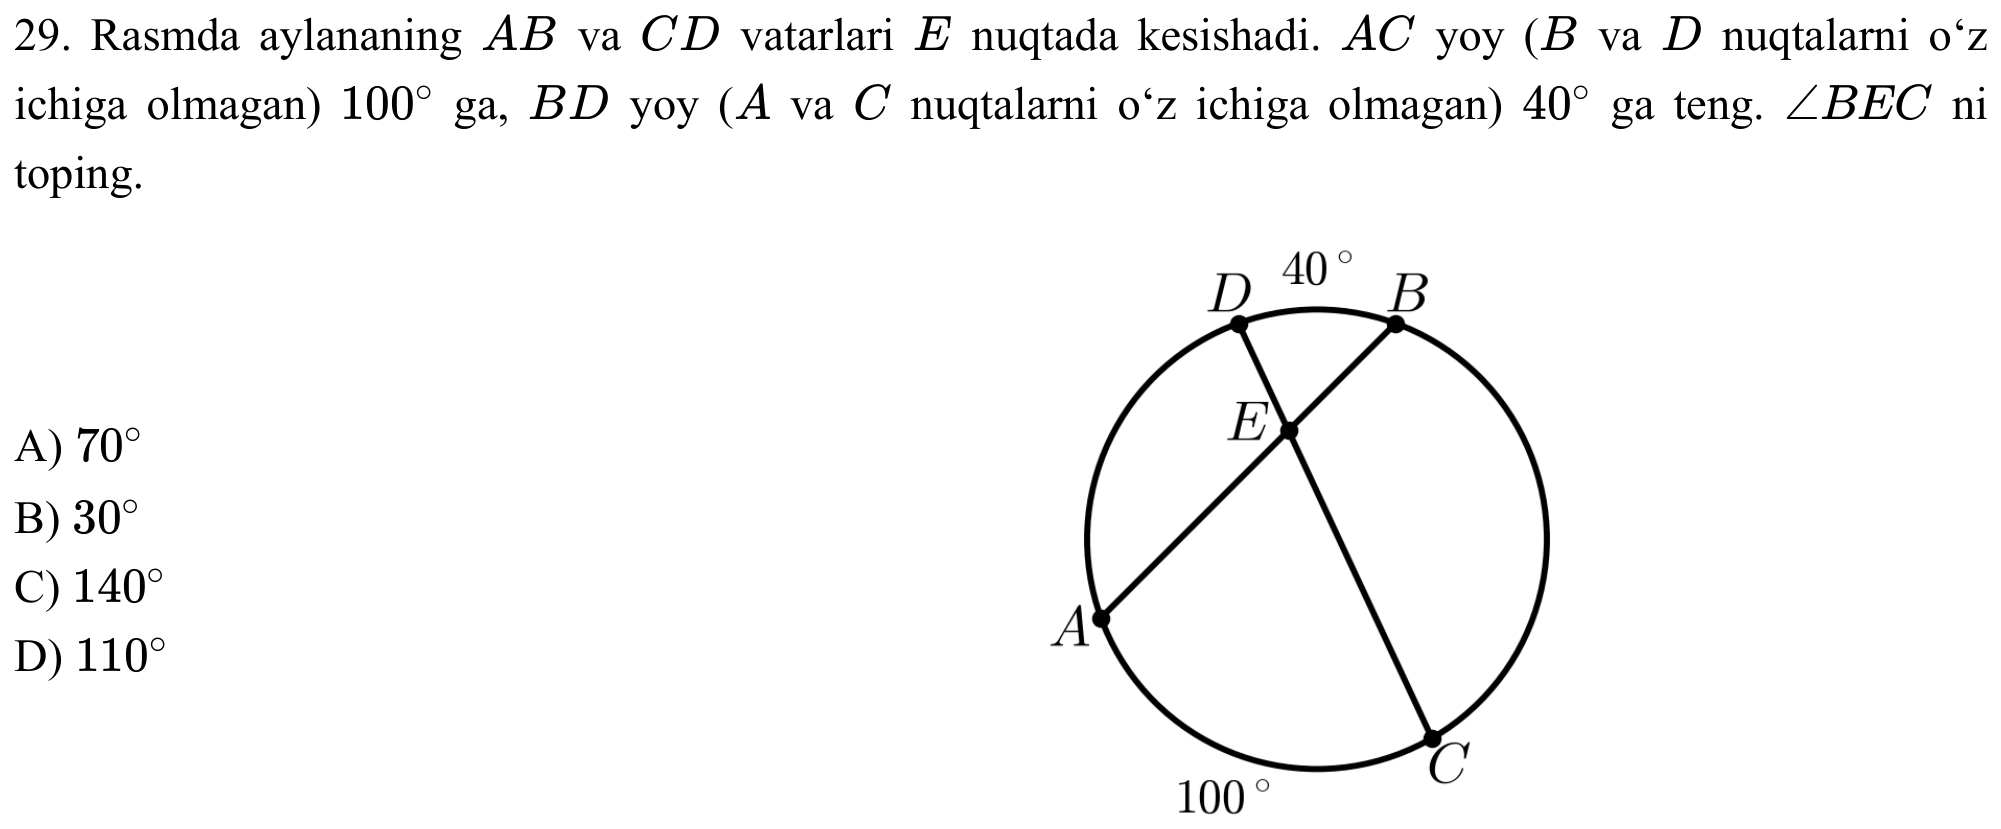 29. Rasmda aylananing AB va CD vatarlari E nuqtada kesishadi. AC yoy (B va D nuqtalarni o‘z
ichiga olmagan) 100° ga, BD yoy (A va C nuqtalarni o‘z ichiga olmagan) 40° ga teng. ∠BEC ni
toping.
40°
D B
E
A) 70°
B) 30°
C) 140°
A
D) 110°
C
100°